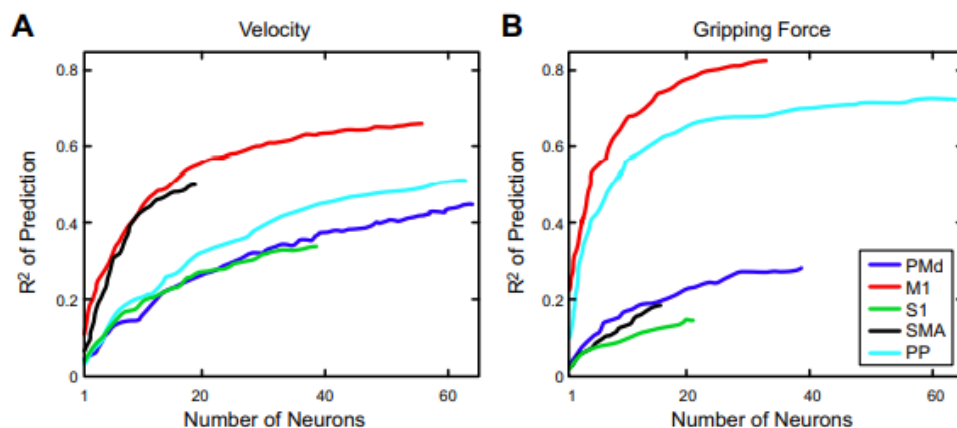 A
Velocity
R² of Prediction
0.8
0.6
0.4
0.2
0
1
20
40
60
Number of Neurons
B
Gripping Force
R² of Prediction
0.8
0.6
0.4
0.2
0
1
20
40
60
Number of Neurons
PMd
M1
S1
SMA
PP